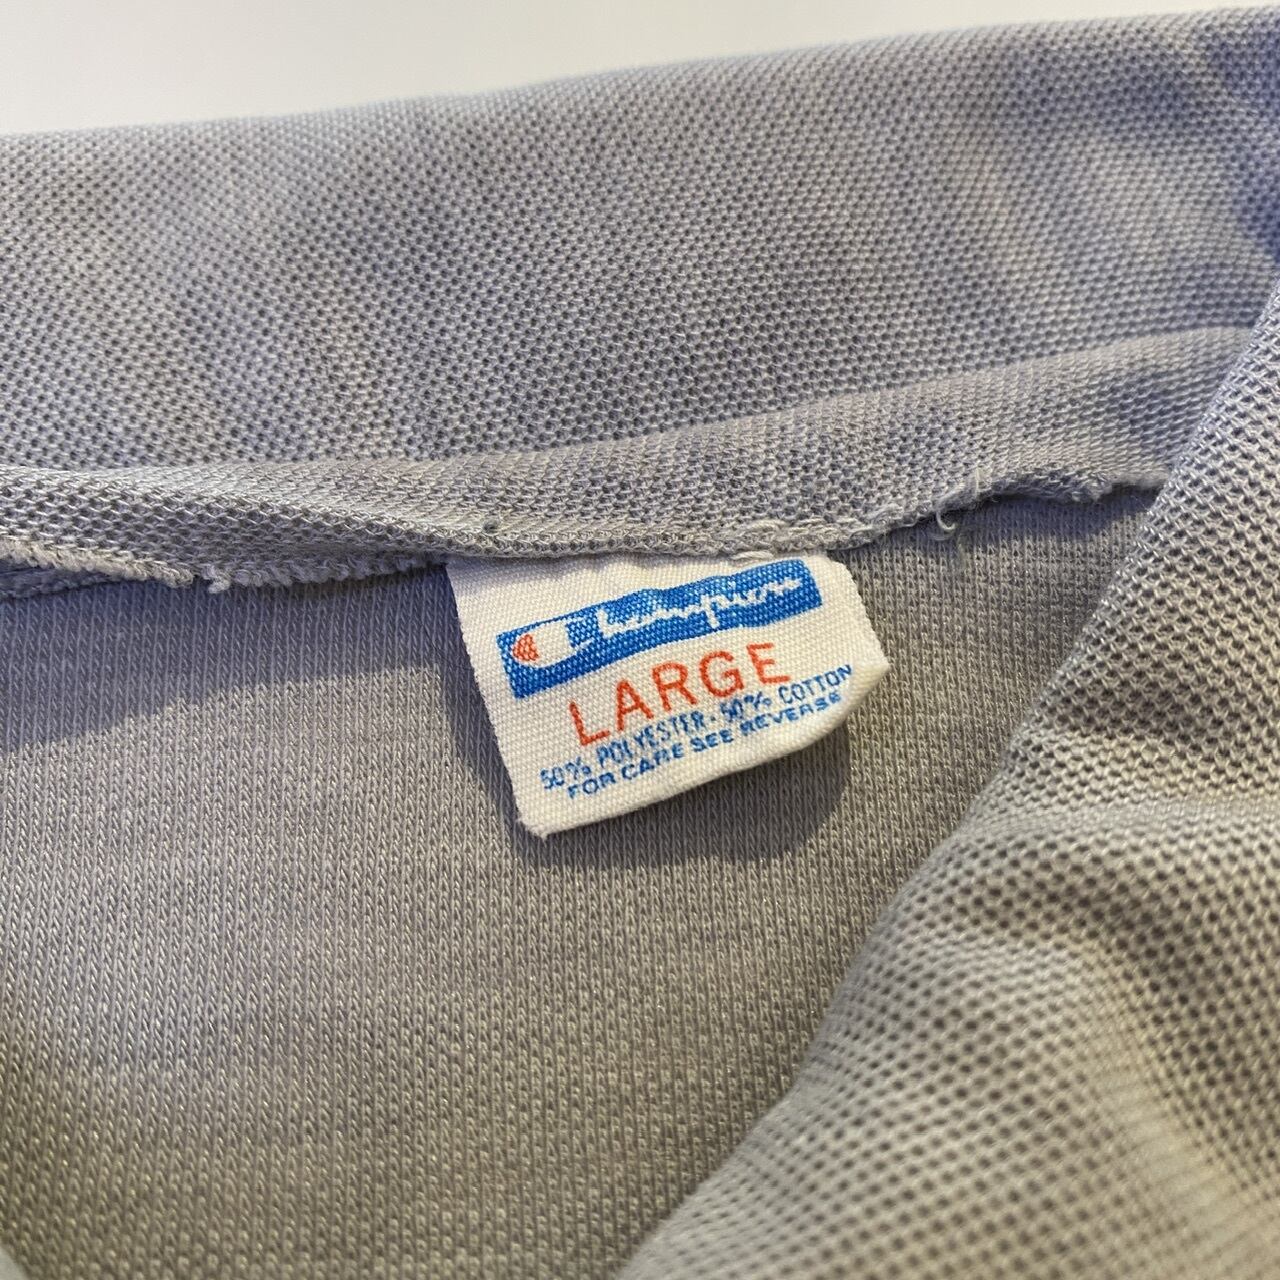 Champion
LARGE
50% POLYESTER · 50% COTTON
FOR CARE SEE REVERSE